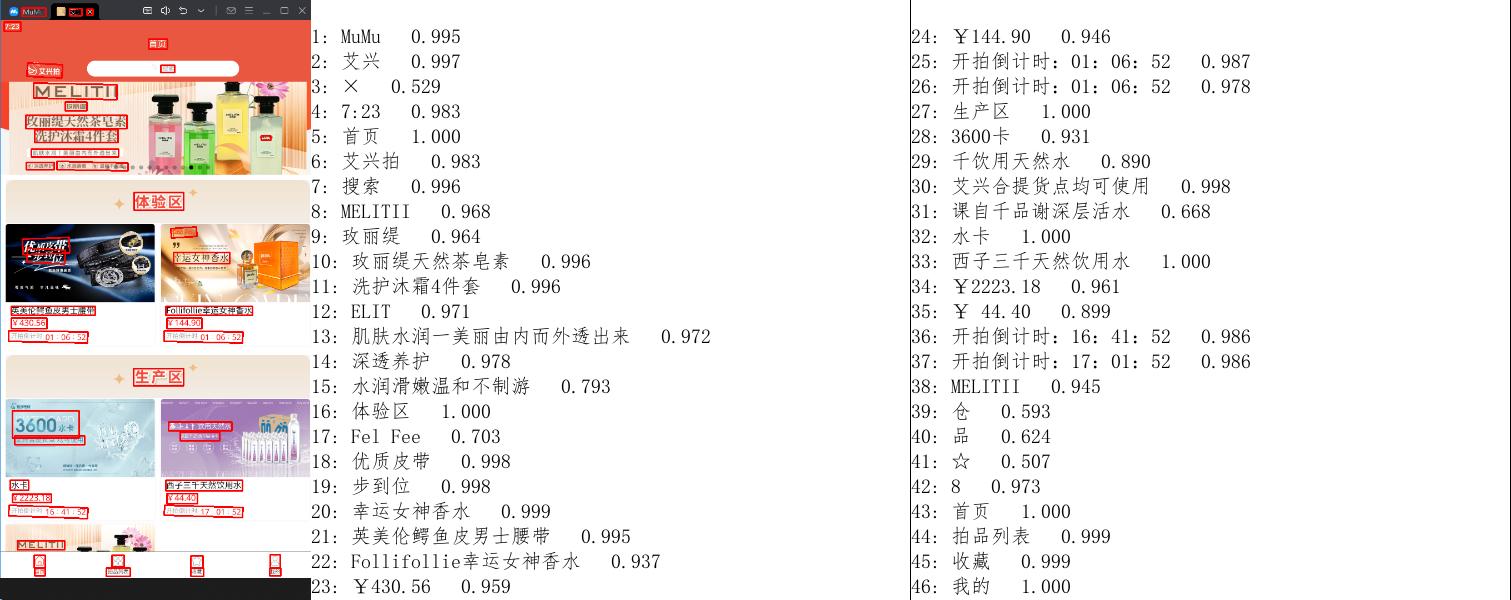 MuMu
7:23
首页
艾兴拍
MELITII
玫丽缇
玫丽缇天然茶皂素
洗护沐霜4件套
体验区
优质皮带
一步到位
幸运女神香水
英美伦鳄鱼皮男士腰带
Follifollie幸运女神香水
￥430.56
￥144.90
开拍倒计时 01：06：52
开拍倒计时 01：06：52
生产区
3600水卡
水卡
西子三千天然饮用水
￥2223.18
￥44.40
开拍倒计时 16：41：52
开拍倒计时 17：01：52
MELITII
1: MuMu 0.995
2: 艾兴 0.997
3: × 0.529
4: 7:23 0.983
5: 首页 1.000
6: 艾兴拍 0.983
7: 搜索 0.996
8: MELITII 0.968
9: 玫丽缇 0.964
10: 玫丽缇天然茶皂素 0.996
11: 洗护沐霜4件套 0.996
12: ELIT 0.971
13: 肌肤水润一美丽由内而外透出来 0.972
14: 深透养护 0.978
15: 水润滑嫩温和不制游 0.793
16: 体验区 1.000
17: Fel Fee 0.703
18: 优质皮带 0.998
19: 步到位 0.998
20: 幸运女神香水 0.999
21: 英美伦鳄鱼皮男士腰带 0.995
22: Follifollie幸运女神香水 0.937
23: ￥430.56 0.959
24: ￥144.90 0.946
25: 开拍倒计时：01：06：52 0.987
26: 开拍倒计时：01：06：52 0.978
27: 生产区 1.000
28: 3600卡 0.931
29: 千饮用天然水 0.890
30: 艾兴合提货点均可使用 0.998
31: 课自千品谢深层活水 0.668
32: 水卡 1.000
33: 西子三千天然饮用水 1.000
34: ￥2223.18 0.961
35: ￥ 44.40 0.899
36: 开拍倒计时：16：41：52 0.986
37: 开拍倒计时：17：01：52 0.986
38: MELITII 0.945
39: 仓 0.593
40: 品 0.624
41: ☆ 0.507
42: 8 0.973
43: 首页 1.000
44: 拍品列表 0.999
45: 收藏 0.999
46: 我的 1.000